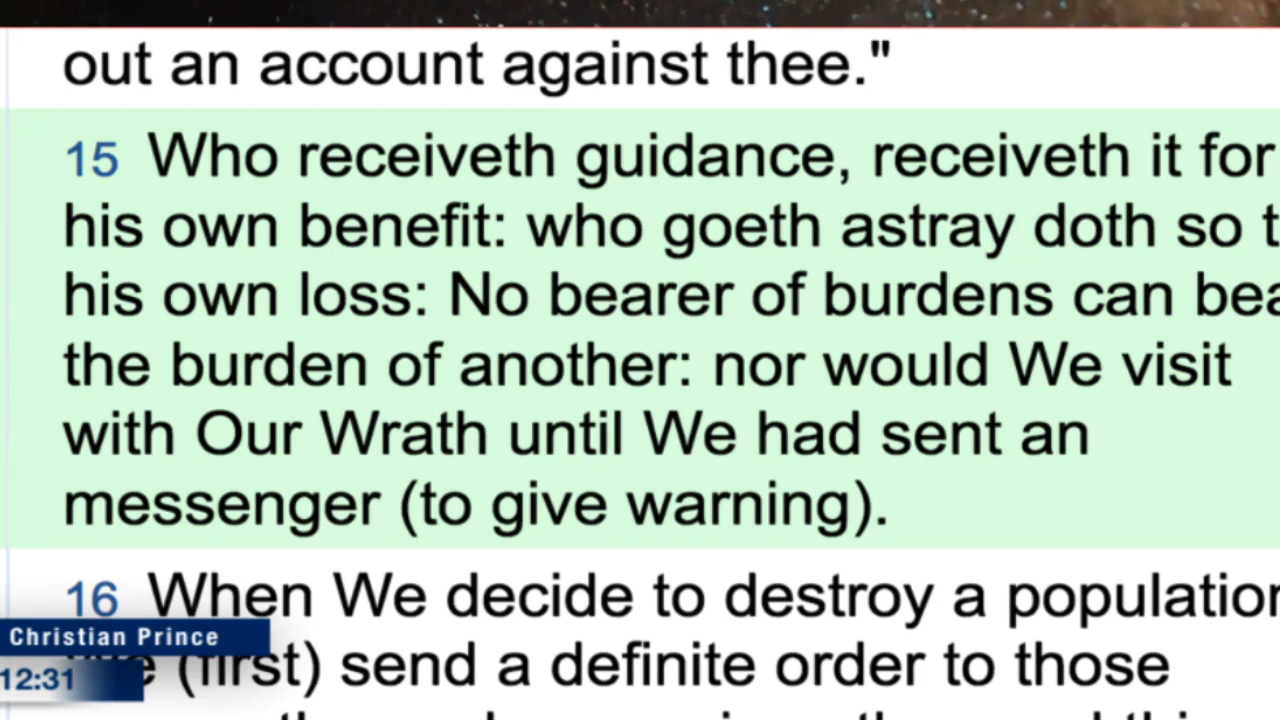 out an account against thee."
15 Who receiveth guidance, receiveth it for
his own benefit: who goeth astray doth so
his own loss: No bearer of burdens can
the burden of another: nor would We visit
with Our Wrath until We had sent an
messenger (to give warning).
16 When We decide to destroy a
(first) send a definite order to those
Christian Prince
12:31